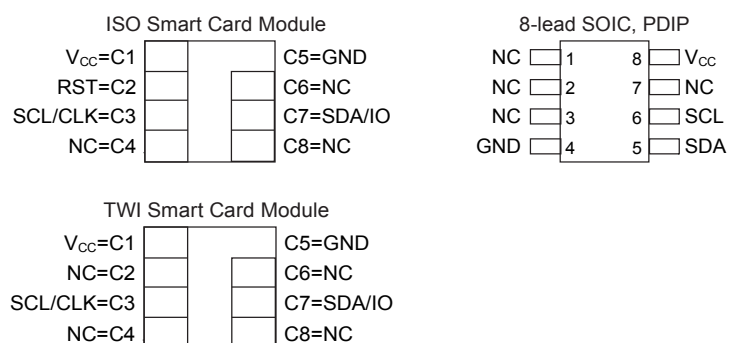 ISO Smart Card Module
VCC=C1 C5=GND
RST=C2 C6=NC
SCL/CLK=C3 C7=SDA/IO
NC=C4 C8=NC
8-lead SOIC, PDIP
NC 1 8 VCC
NC 2 7 NC
NC 3 6 SCL
GND 4 5 SDA
TWI Smart Card Module
VCC=C1 C5=GND
NC=C2 C6=NC
SCL/CLK=C3 C7=SDA/IO
NC=C4 C8=NC